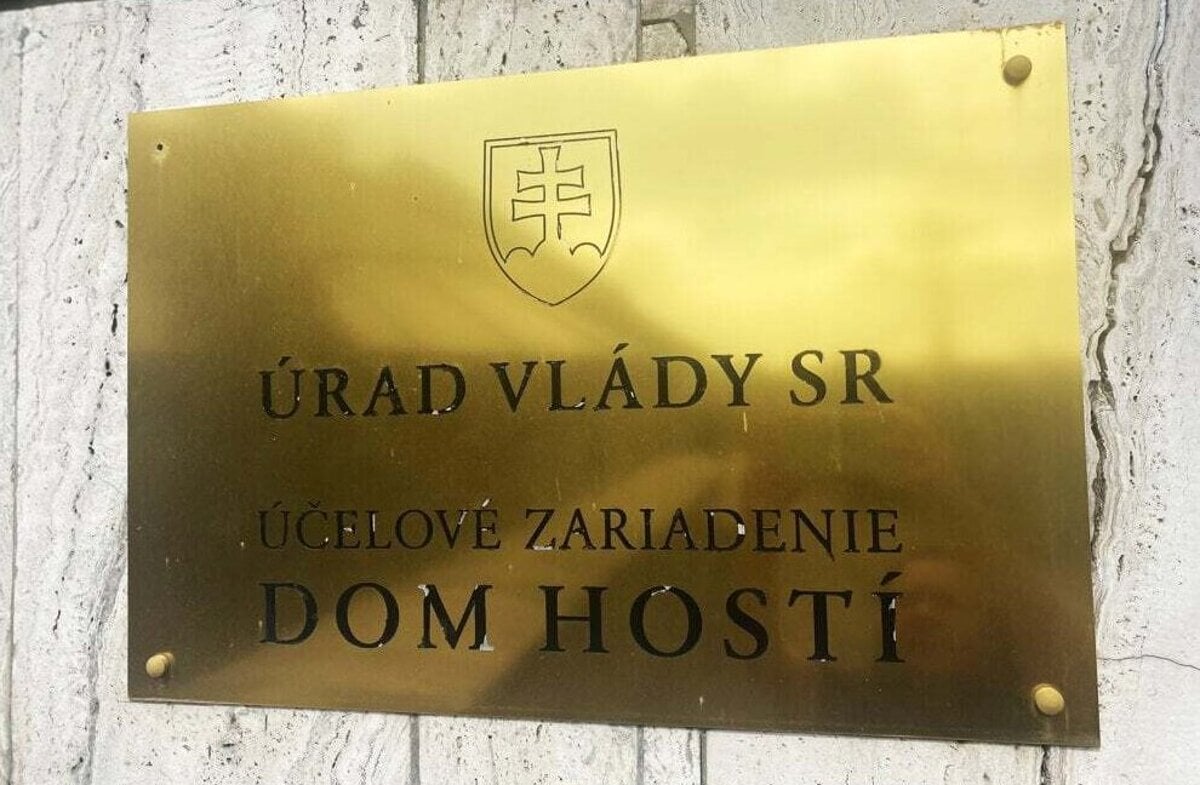 ÚRAD VLÁDY SR
ÚČELOVÉ ZARIADENIE
DOM HOSTÍ